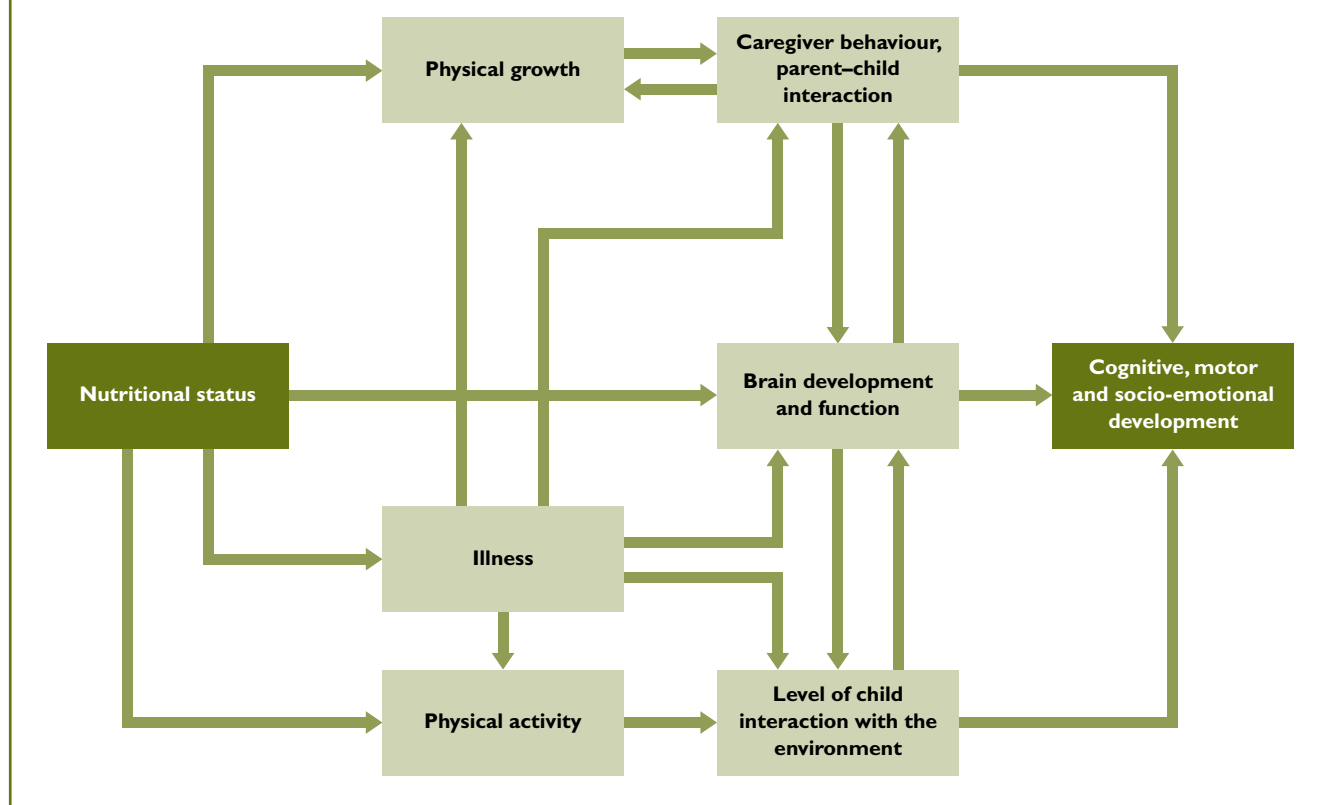 Physical growth
Caregiver behaviour,
parent–child
interaction
Nutritional status
Brain development
and function
Cognitive, motor
and socio-emotional
development
Illness
Physical activity
Level of child
interaction with the
environment